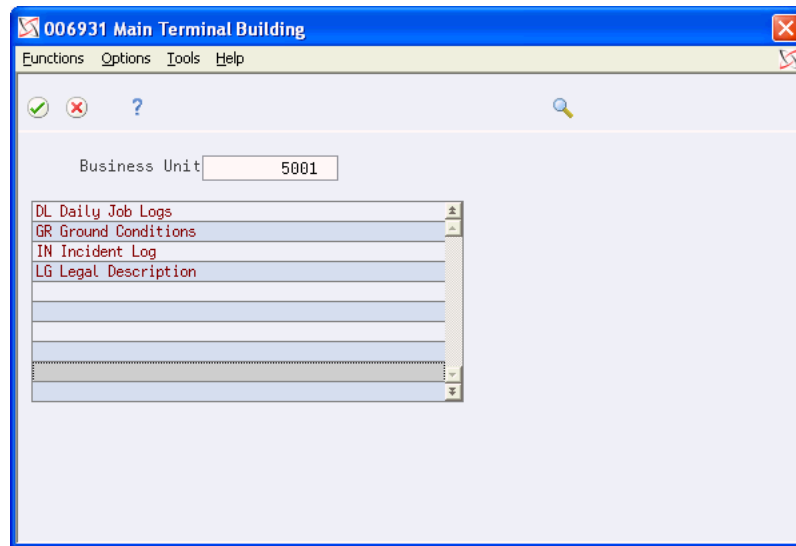 006931 Main Terminal Building
Functions Options Tools Help
?
Business Unit 5001
DL Daily Job Logs
GR Ground Conditions
IN Incident Log
LG Legal Description